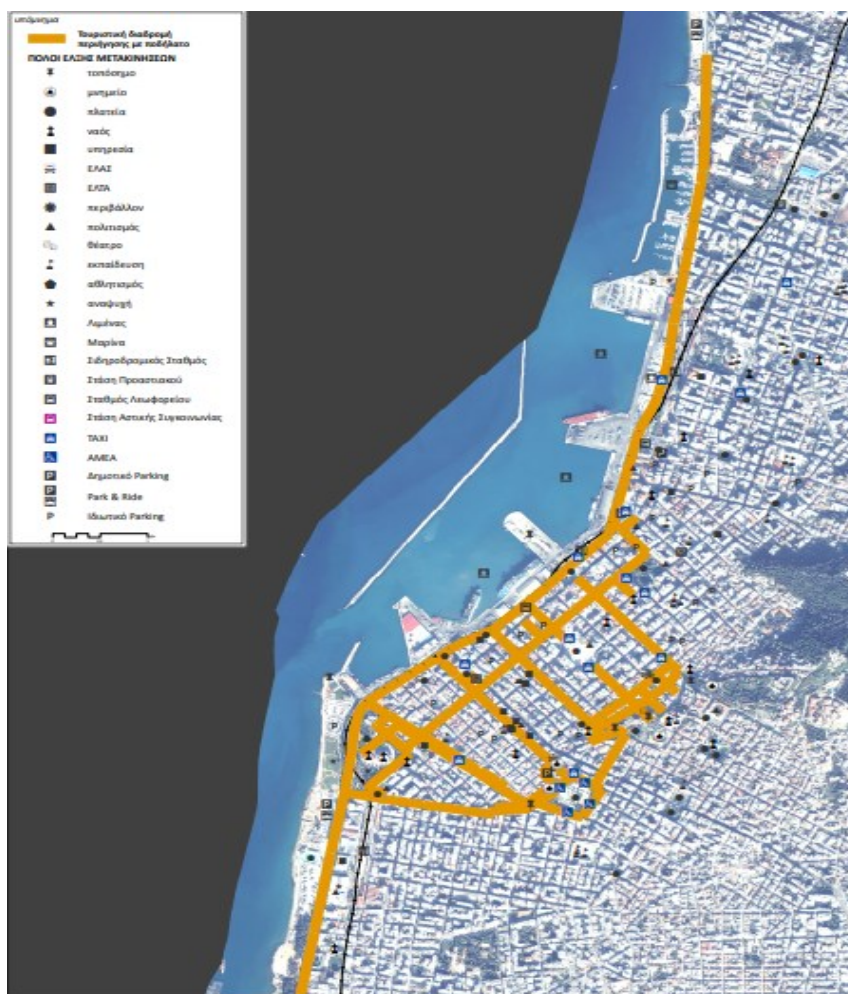 υπόμνημα
Τουριστική διαδρομή
περιήγησης με ποδήλατο
ΠΟΛΟΙ ΕΛΞΗΣ ΜΕΤΑΚΙΝΗΣΕΩΝ
τοπόσημο
μνημείο
πλατεία
ναός
υπηρεσία
ΕΛΑΣ
ΕΛΤΑ
περιβάλλον
πολιτισμός
θέατρο
εκπαίδευση
αθλητισμός
αναψυχή
Λιμένας
Μαρίνα
Σιδηροδρομικός Σταθμός
Στάση Προαστιακού
Σταθμός Λεωφορείου
Στάση Αστικής Συγκοινωνίας
TAXI
ΑΜΕΑ
P Δημοτικό Parking
P Park & Ride
P Ιδιωτικό Parking